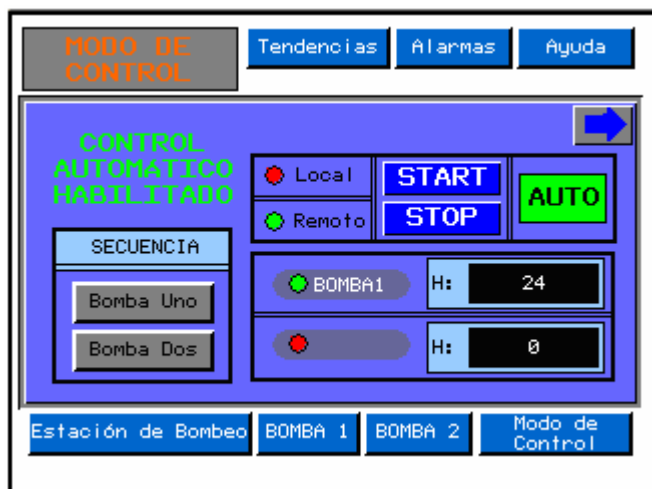 MODO DE
CONTROL
Tendencias
Alarmas
Ayuda
CONTROL
AUTOMÁTICO
HABILITADO
Local
START
AUTO
Remoto
STOP
SECUENCIA
Bomba Uno
Bomba Dos
BOMBA1
H:
24
H:
0
Estación de Bombeo
BOMBA 1
BOMBA 2
Modo de
Control